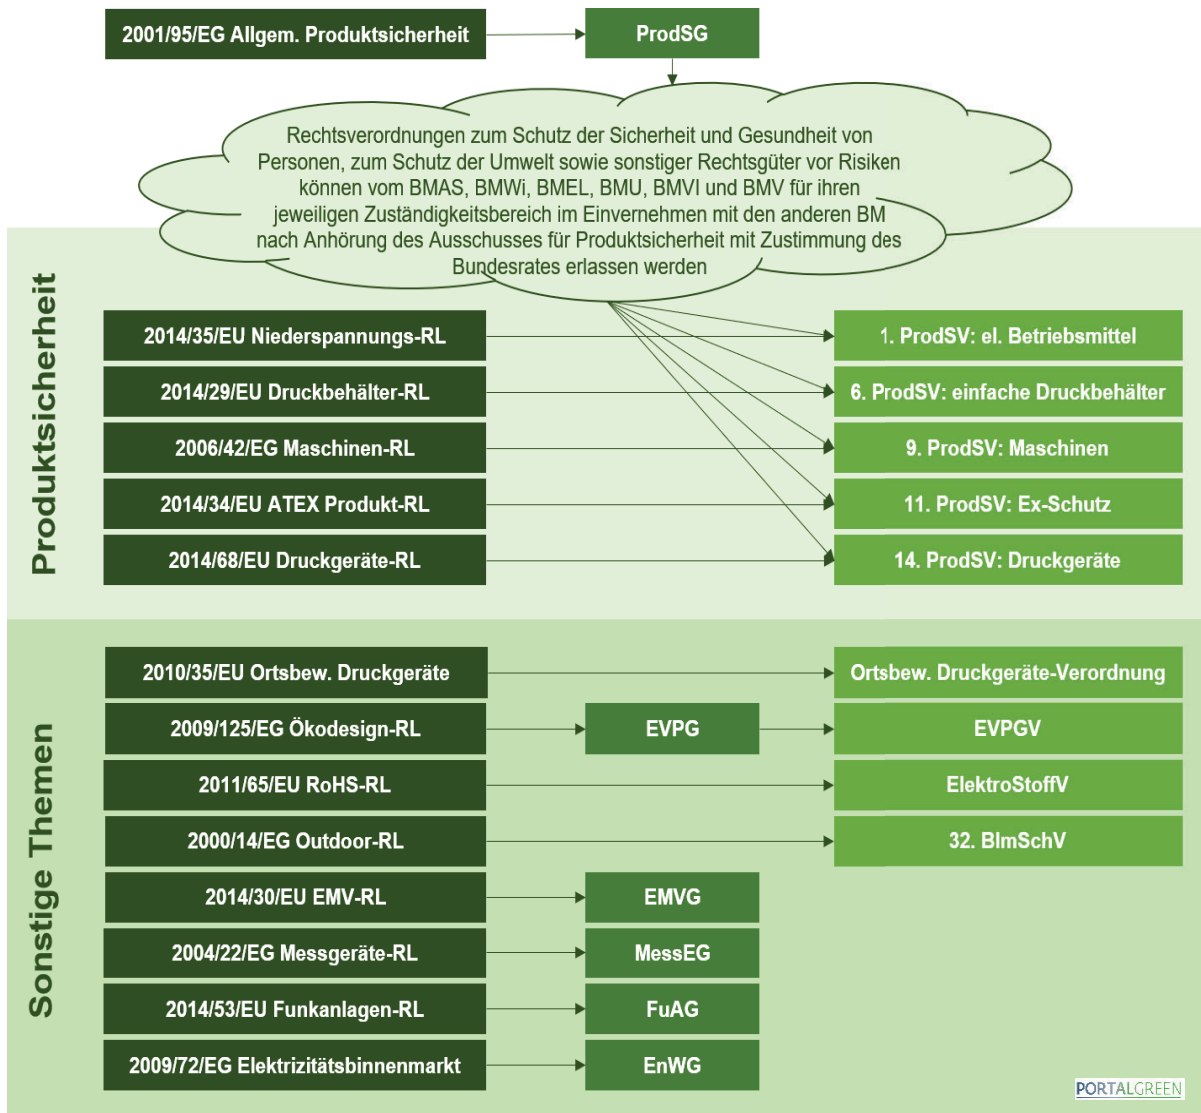 2001/95/EG Allgem. Produktsicherheit
ProdSG
Rechtsverordnungen zum Schutz der Sicherheit und Gesundheit von
Personen, zum Schutz der Umwelt sowie sonstiger Rechtsgüter vor Risiken
können vom BMAS, BMWi, BMEL, BMU, BMVI und BMV für ihren
jeweiligen Zuständigkeitsbereich im Einvernehmen mit den anderen BM
nach Anhörung des Ausschusses für Produktsicherheit mit Zustimmung des
Bundesrates erlassen werden
Produktsicherheit
2014/35/EU Niederspannungs-RL
1. ProdSV: el. Betriebsmittel
2014/29/EU Druckbehälter-RL
6. ProdSV: einfache Druckbehälter
2006/42/EG Maschinen-RL
9. ProdSV: Maschinen
2014/34/EU ATEX Produkt-RL
11. ProdSV: Ex-Schutz
2014/68/EU Druckgeräte-RL
14. ProdSV: Druckgeräte
Sonstige Themen
2010/35/EU Ortsbew. Druckgeräte
Ortsbew. Druckgeräte-Verordnung
2009/125/EG Ökodesign-RL
EVPG
EVPGV
2011/65/EU RoHS-RL
ElektroStoffV
2000/14/EG Outdoor-RL
32. BImSchV
2014/30/EU EMV-RL
EMVG
2004/22/EG Messgeräte-RL
MessEG
2014/53/EU Funkanlagen-RL
FuAG
2009/72/EG Elektrizitätsbinnenmarkt
EnWG
PORTALGREEN